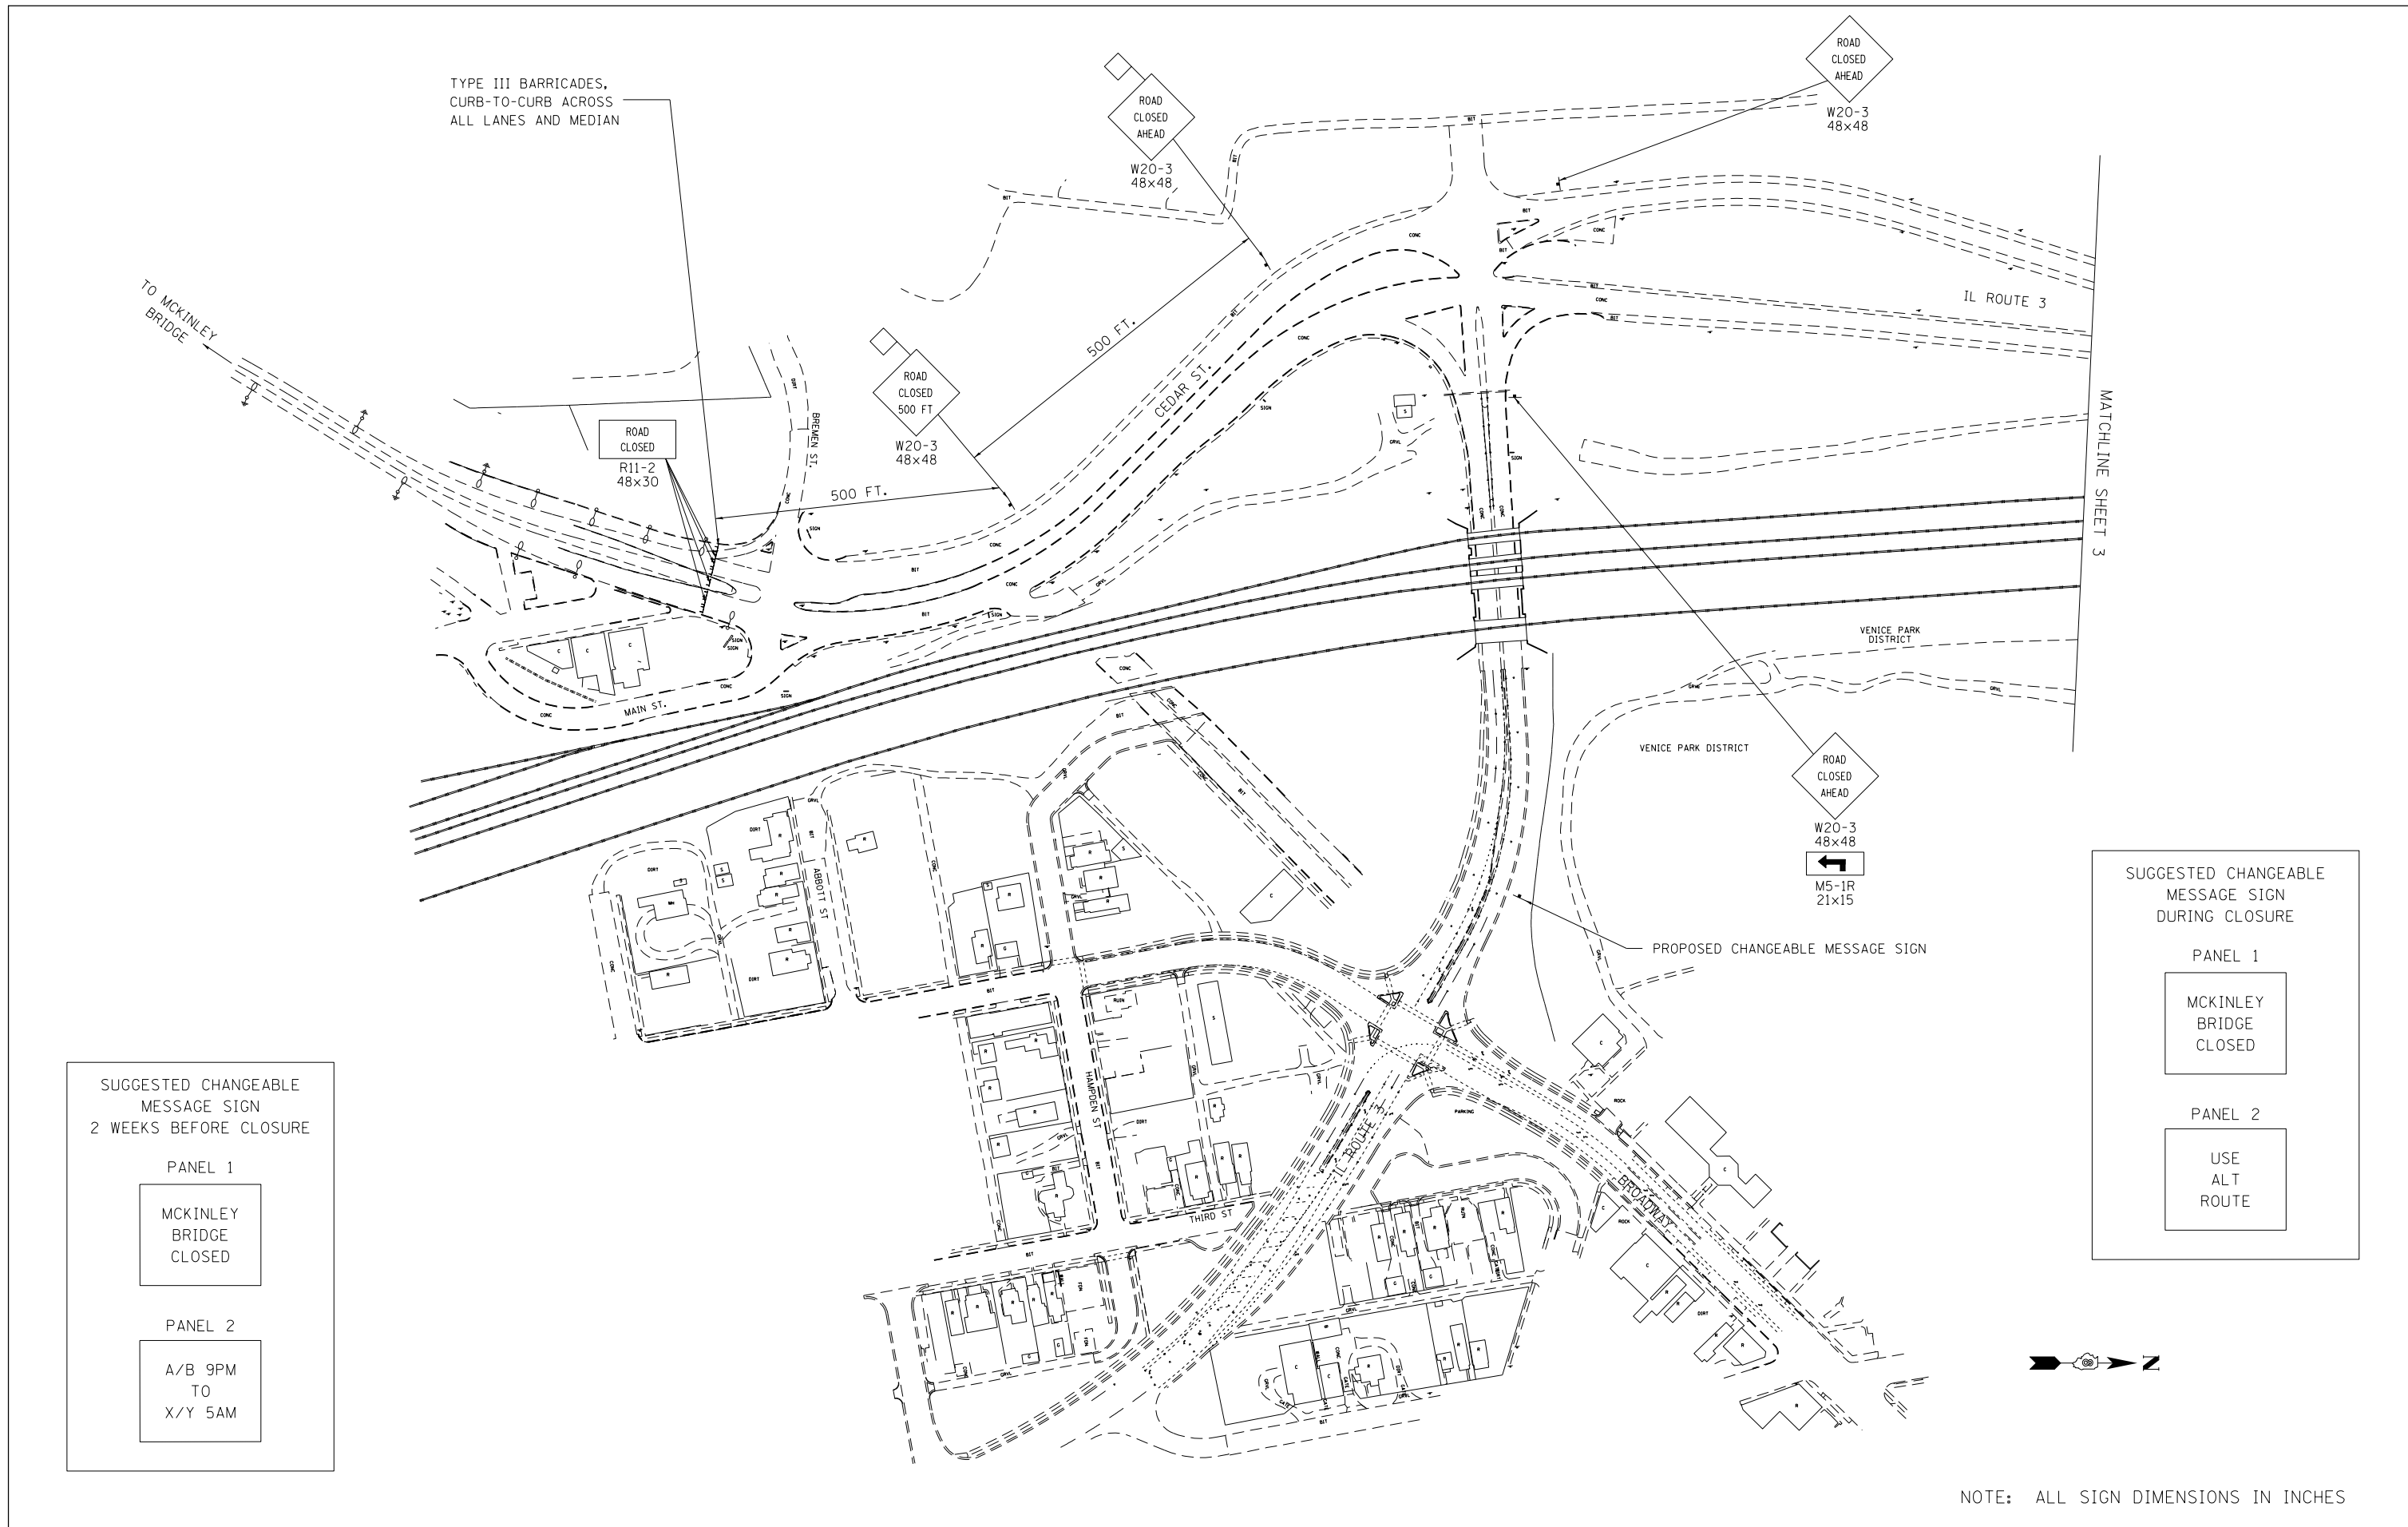 TYPE III BARRICADES,
CURB-TO-CURB ACROSS
ALL LANES AND MEDIAN
ROAD
CLOSED
AHEAD
W20-3
48x48
ROAD
CLOSED
AHEAD
W20-3
48x48
TO MCKINLEY
BRIDGE
ROAD
CLOSED
R11-2
48x30
BREMEN ST.
ROAD
CLOSED
500 FT
W20-3
48x48
500 FT.
500 FT.
CEDAR ST.
IL ROUTE 3
MATCHLINE SHEET 3
MAIN ST.
VENICE PARK
DISTRICT
VENICE PARK DISTRICT
ROAD
CLOSED
AHEAD
W20-3
48x48
M5-1R
21x15
PROPOSED CHANGEABLE MESSAGE SIGN
ABBOTT ST
HAMPDEN ST
THIRD ST
IL ROUTE 3
BROADWAY
PARKING
SUGGESTED CHANGEABLE
MESSAGE SIGN
2 WEEKS BEFORE CLOSURE
PANEL 1
MCKINLEY
BRIDGE
CLOSED
PANEL 2
A/B 9PM
TO
X/Y 5AM
SUGGESTED CHANGEABLE
MESSAGE SIGN
DURING CLOSURE
PANEL 1
MCKINLEY
BRIDGE
CLOSED
PANEL 2
USE
ALT
ROUTE
NOTE: ALL SIGN DIMENSIONS IN INCHES